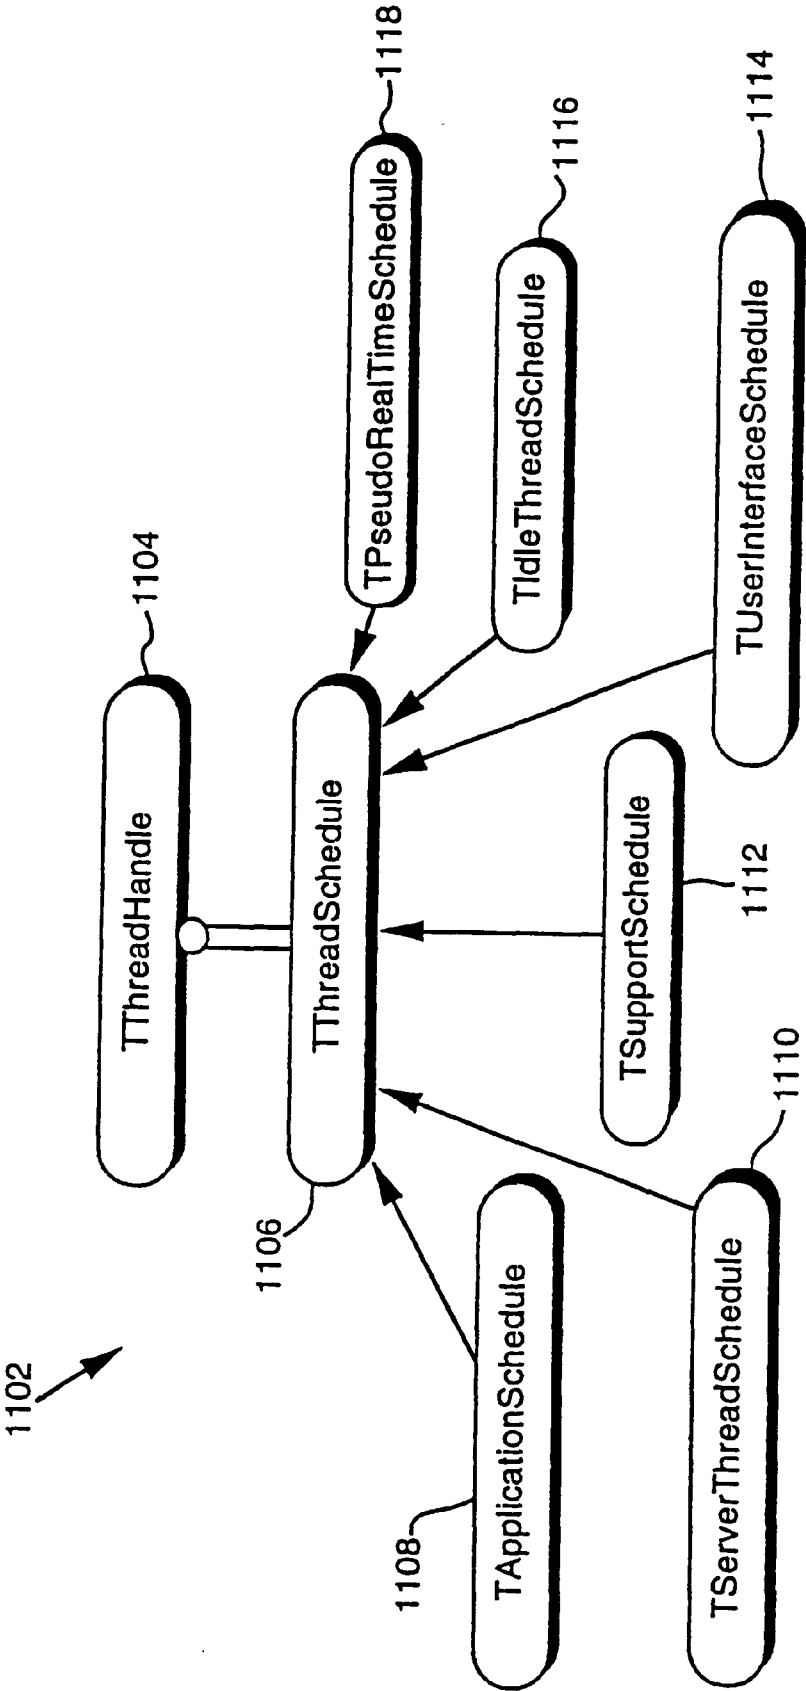 1102
TThreadHandle
1104
1106
TThreadSchedule
1108
TApplicationSchedule
TPseudoRealTimeSchedule
1118
TIdleThreadSchedule
1116
TSupportSchedule
1112
TServerThreadSchedule
1110
TUserInterfaceSchedule
1114